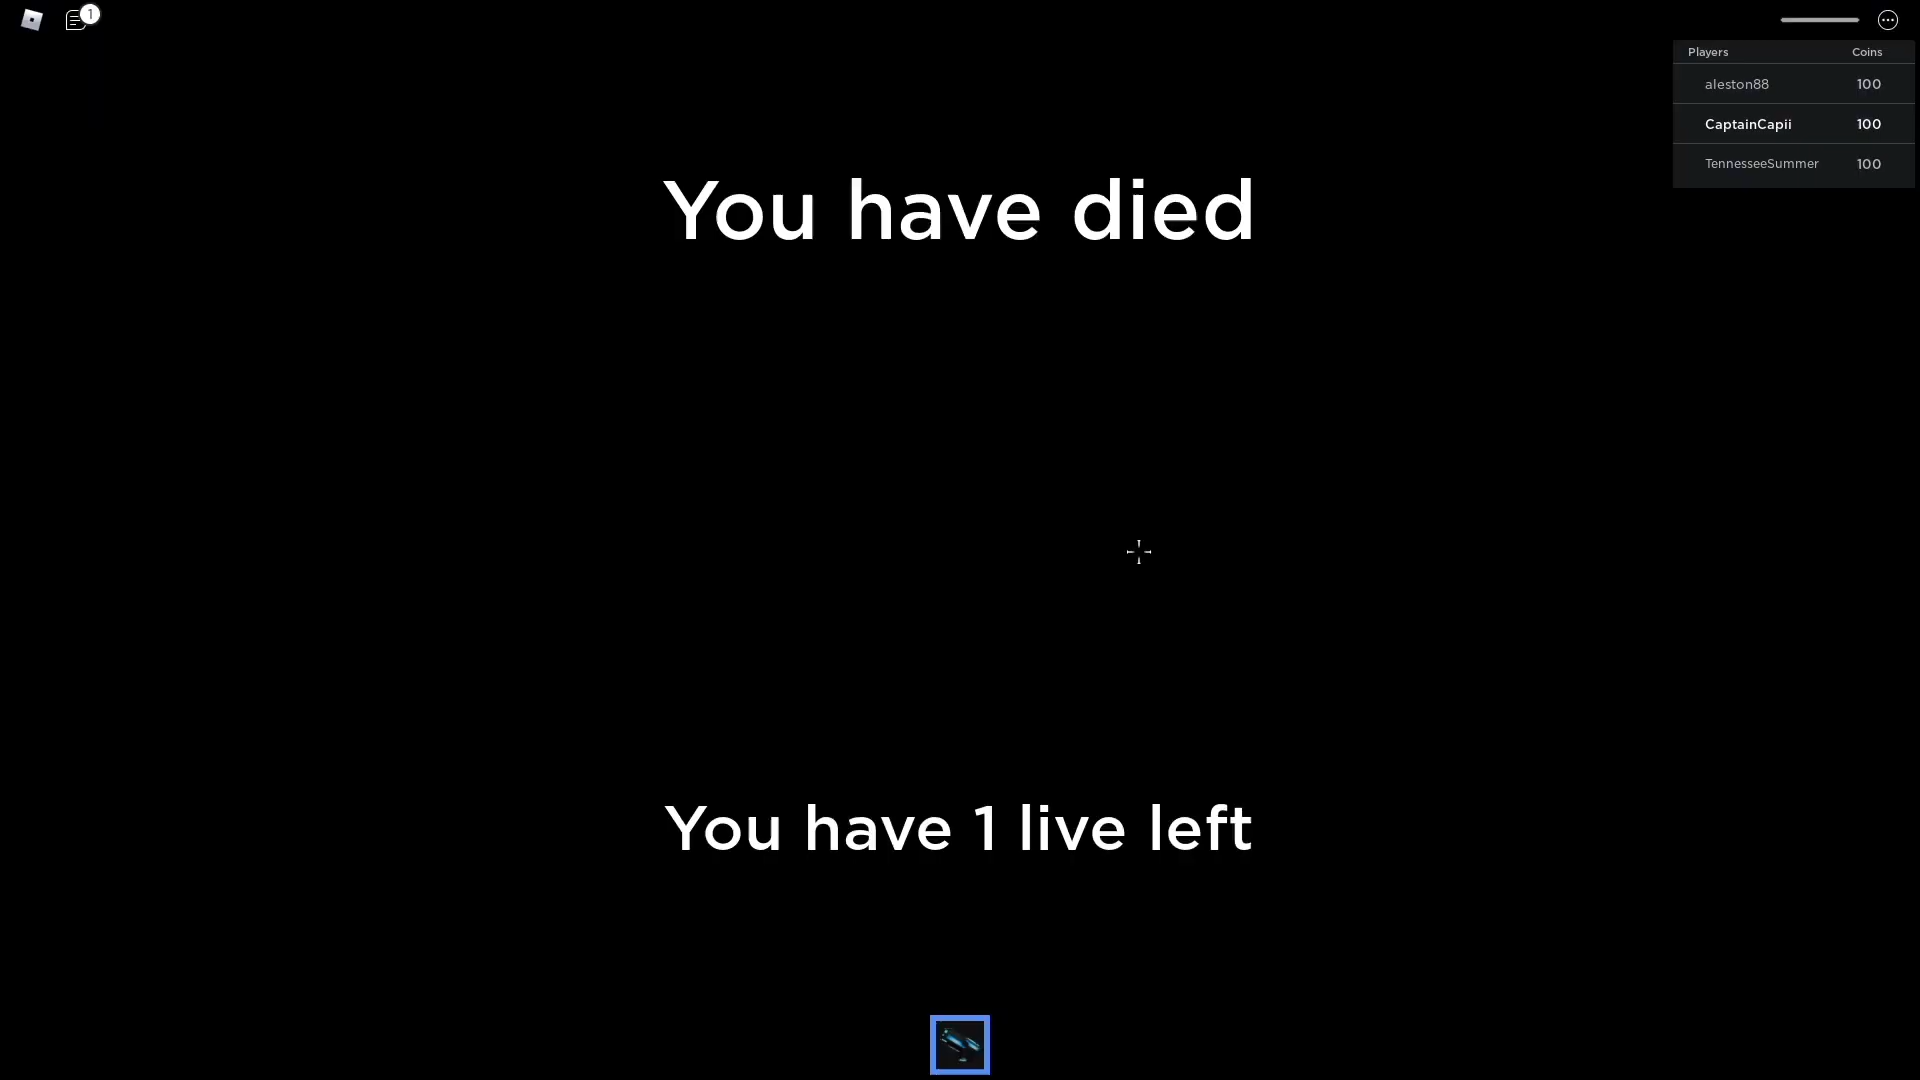 1
Players Coins
aleston88 100
CaptainCapii 100
TennesseeSummer 100
You have died
You have 1 live left